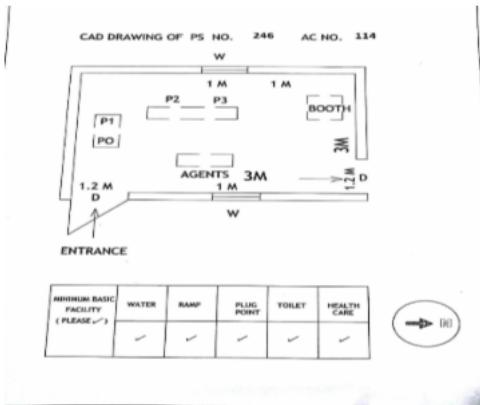 CAD DRAWING OF PS NO. 246 AC NO. 114
W
1 M 1 M
P2 P3
BOOTH
P1
PO
3M
AGENTS 3M
1.2 M 1 M 1.2 M D
D
W
ENTRANCE
MINIMUM BASIC FACILITY (PLEASE ✓) WATER RAMP PLUG POINT TOILET HEALTH CARE
✓ ✓ ✓ ✓ ✓